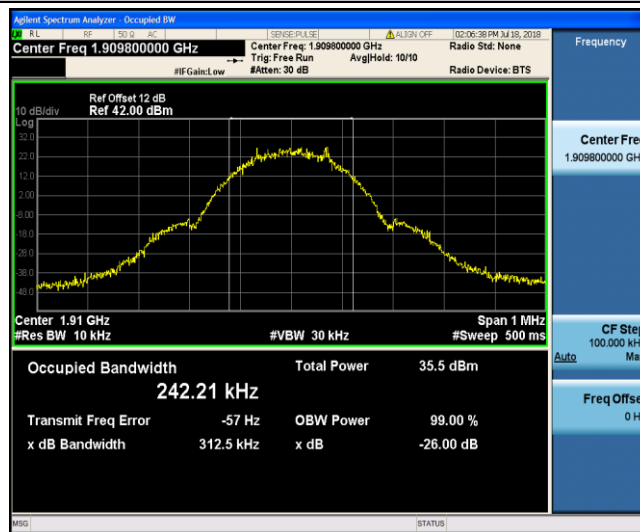 Agilent Spectrum Analyzer - Occupied BW
RL RF 50 Ω AC SENSE:PULSE ALIGN OFF 02:06:38 PM Jul 18, 2018
Center Freq 1.909800000 GHz
Center Freq: 1.909800000 GHz
Radio Std: None
Trig: Free Run Avg|Hold: 10/10
#IFGain:Low
#Atten: 30 dB
Radio Device: BTS
Ref Offset 12 dB
10 dB/div Ref 42.00 dBm
Log
32.0
22.0
12.0
2.00
-8.00
-18.0
-28.0
-38.0
-48.0
Center 1.91 GHz Span 1 MHz
#Res BW 10 kHz #VBW 30 kHz #Sweep 500 ms
Occupied Bandwidth Total Power 35.5 dBm
242.21 kHz
Transmit Freq Error -57 Hz OBW Power 99.00 %
x dB Bandwidth 312.5 kHz x dB -26.00 dB
MSG STATUS
Frequency
Center Fre
1.909800000 GH
CF Step
100.000 kH
Auto Ma
Freq Offse
0 H